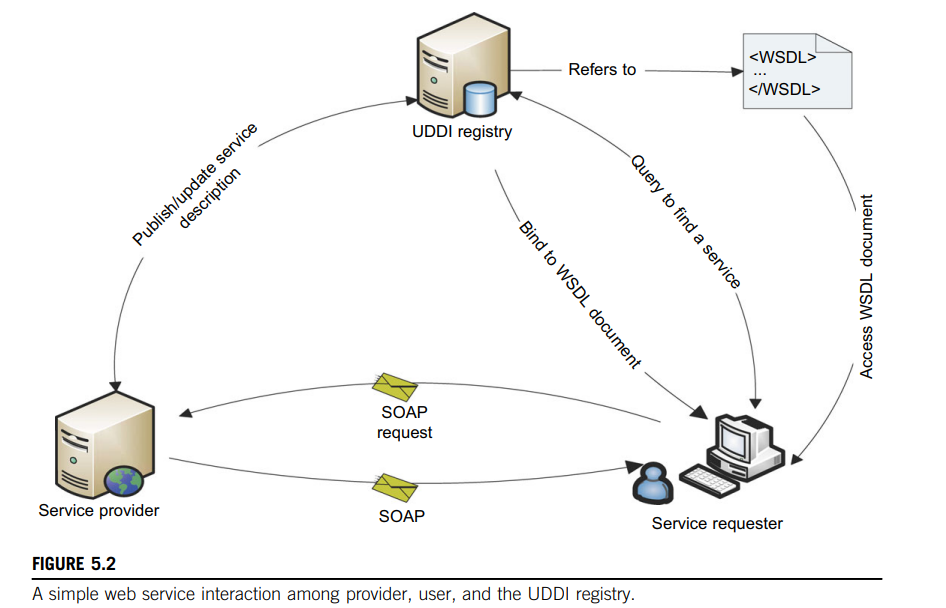 <WSDL>
...
</WSDL>
Refers to
UDDI registry
Publish/update service
description
Query to find a service
Bind to WSDL document
Access WSDL document
SOAP
request
SOAP
Service provider
Service requester
FIGURE 5.2
A simple web service interaction among provider, user, and the UDDI registry.